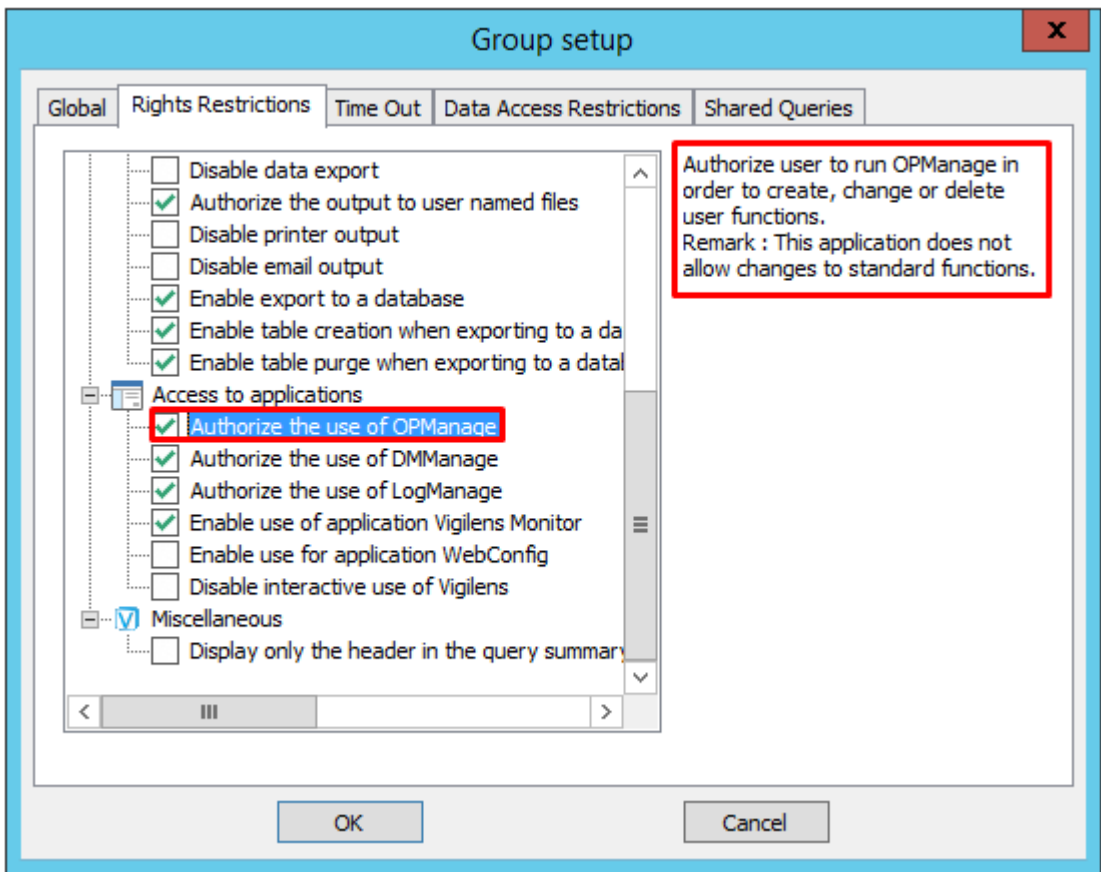 Group setup
x
Global
Rights Restrictions
Time Out
Data Access Restrictions
Shared Queries
Disable data export
Authorize the output to user named files
Disable printer output
Disable email output
Enable export to a database
Enable table creation when exporting to a da
Enable table purge when exporting to a datal
Access to applications
Authorize the use of OPManage
Authorize the use of DMManage
Authorize the use of LogManage
Enable use of application Vigilens Monitor
Enable use for application WebConfig
Disable interactive use of Vigilens
Miscellaneous
Display only the header in the query summary
Authorize user to run OPManage in
order to create, change or delete
user functions.
Remark : This application does not
allow changes to standard functions.
OK
Cancel